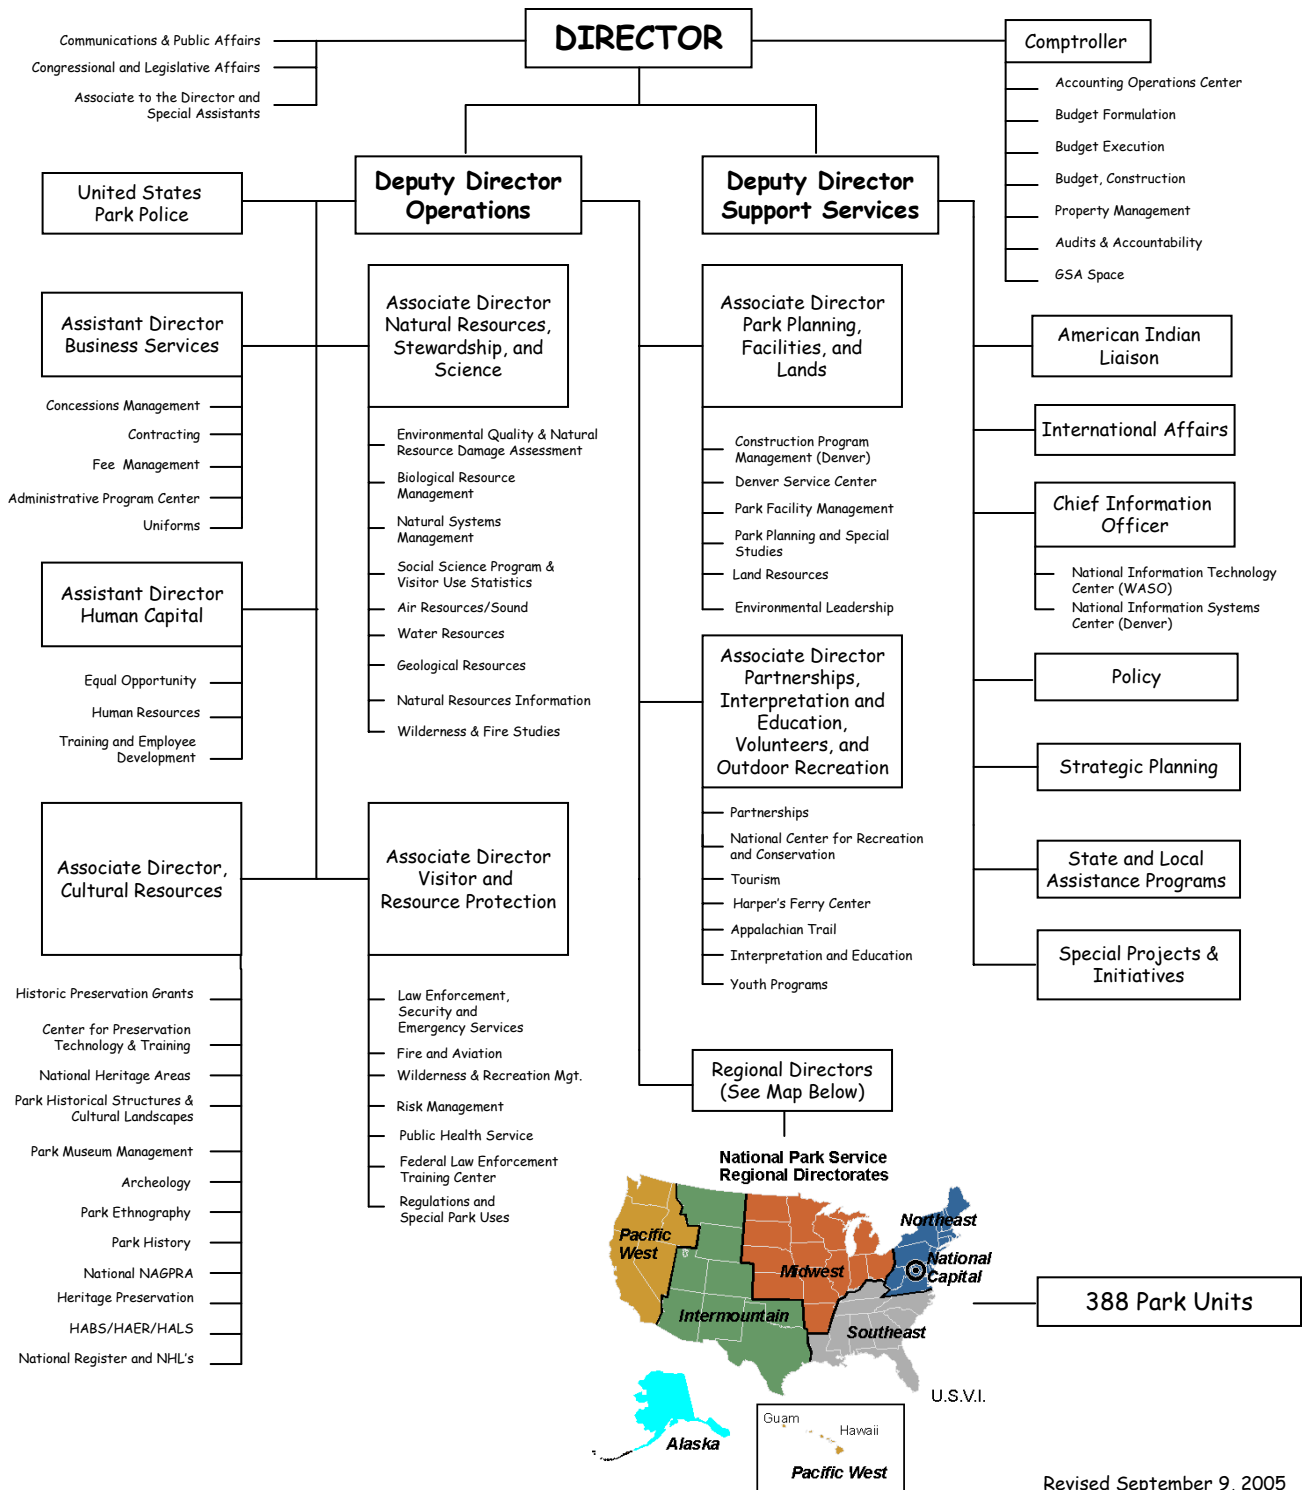 DIRECTOR
Communications & Public Affairs
Congressional and Legislative Affairs
Associate to the Director and
Special Assistants
Comptroller
Accounting Operations Center
Budget Formulation
Budget Execution
Budget, Construction
Property Management
Audits & Accountability
GSA Space
United States
Park Police
Deputy Director
Operations
Deputy Director
Support Services
Assistant Director
Business Services
Concessions Management
Contracting
Fee Management
Administrative Program Center
Uniforms
Associate Director
Natural Resources,
Stewardship, and
Science
Environmental Quality & Natural
Resource Damage Assessment
Biological Resource
Management
Natural Systems
Management
Social Science Program &
Visitor Use Statistics
Air Resources/Sound
Water Resources
Geological Resources
Natural Resources Information
Wilderness & Fire Studies
Associate Director
Park Planning,
Facilities, and
Lands
Construction Program
Management (Denver)
Denver Service Center
Park Facility Management
Park Planning and Special
Studies
Land Resources
Environmental Leadership
American Indian
Liaison
International Affairs
Chief Information
Officer
National Information Technology
Center (WASO)
National Information Systems
Center (Denver)
Policy
Strategic Planning
State and Local
Assistance Programs
Special Projects &
Initiatives
Assistant Director
Human Capital
Equal Opportunity
Human Resources
Training and Employee
Development
Associate Director
Partnerships,
Interpretation and
Education,
Volunteers, and
Outdoor Recreation
Partnerships
National Center for Recreation
and Conservation
Tourism
Harper's Ferry Center
Appalachian Trail
Interpretation and Education
Youth Programs
Associate Director,
Cultural Resources
Historic Preservation Grants
Center for Preservation
Technology & Training
National Heritage Areas
Park Historical Structures &
Cultural Landscapes
Park Museum Management
Archeology
Park Ethnography
Park History
National NAGPRA
Heritage Preservation
HABS/HAER/HALS
National Register and NHL's
Associate Director
Visitor and
Resource Protection
Law Enforcement,
Security and
Emergency Services
Fire and Aviation
Wilderness & Recreation Mgt.
Risk Management
Public Health Service
Federal Law Enforcement
Training Center
Regulations and
Special Park Uses
Regional Directors
(See Map Below)
National Park Service
Regional Directorates
Pacific
West
Midwest
Northeast
National
Capital
Intermountain
Southeast
U.S.V.I.
Alaska
Guam
Hawaii
Pacific West
388 Park Units
Revised September 9, 2005